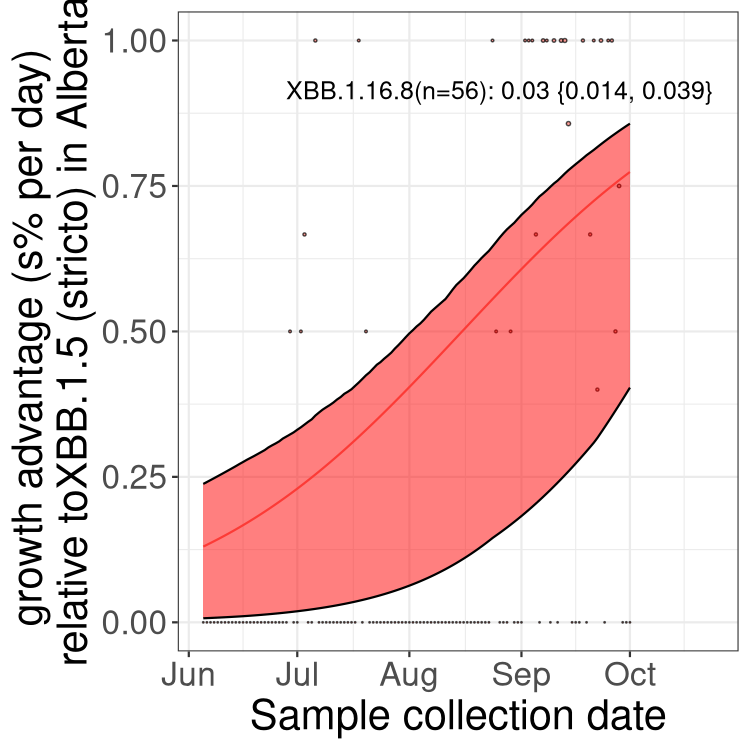 growth advantage (s% per day)
relative toXBB.1.5 (stricto) in Alberta
1.00
0.75
0.50
0.25
0.00
XBB.1.16.8(n=56): 0.03 {0.014, 0.039}
Jun Jul Aug Sep Oct
Sample collection date